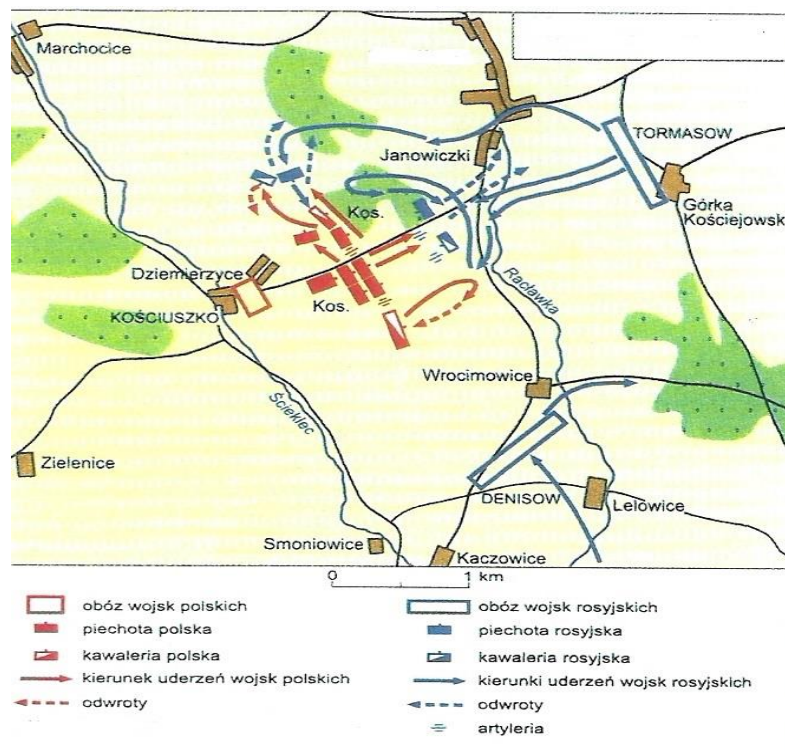 Marchocice
Janowiczki
TORMASOW
Górka
Kościejowsk
Kos.
Dziemierzyce
KOŚCIUSZKO
Kos.
Racławka
Wrocimowice
Ściekiec
Zielenice
DENISOW
Lelowice
Smoniowice
Kaczowice
0 1 km
obóz wojsk polskich
piechota polska
kawaleria polska
kierunek uderzeń wojsk polskich
odwroty
obóz wojsk rosyjskich
piechota rosyjska
kawaleria rosyjska
kierunki uderzeń wojsk rosyjskich
odwroty
artyleria